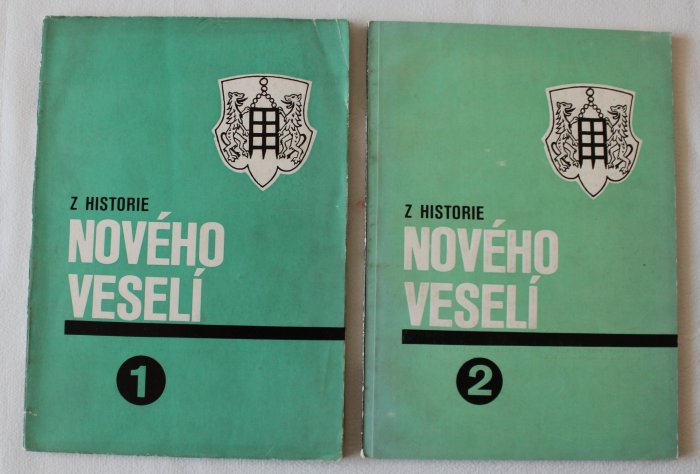 Z HISTORIE
NOVÉHO
VESELÍ
1
Z HISTORIE
NOVÉHO
VESELÍ
2